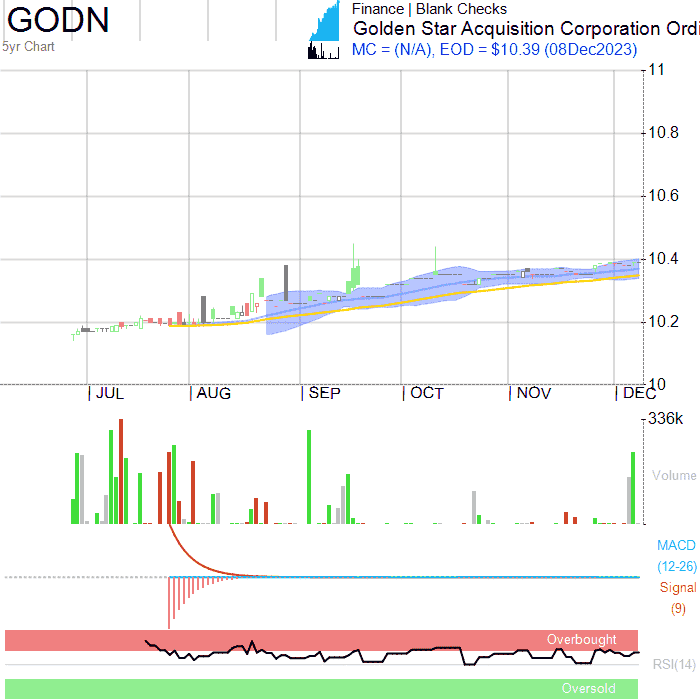 GODN
5yr Chart
Finance | Blank Checks
Golden Star Acquisition Corporation Ordi
MC = (N/A), EOD = $10.39 (08Dec2023)
11
10.8
10.6
10.4
10.2
10
JUL AUG SEP OCT NOV DEC
336k
Volume
MACD
(12-26)
Signal
(9)
Overbought
RSI(14)
Oversold